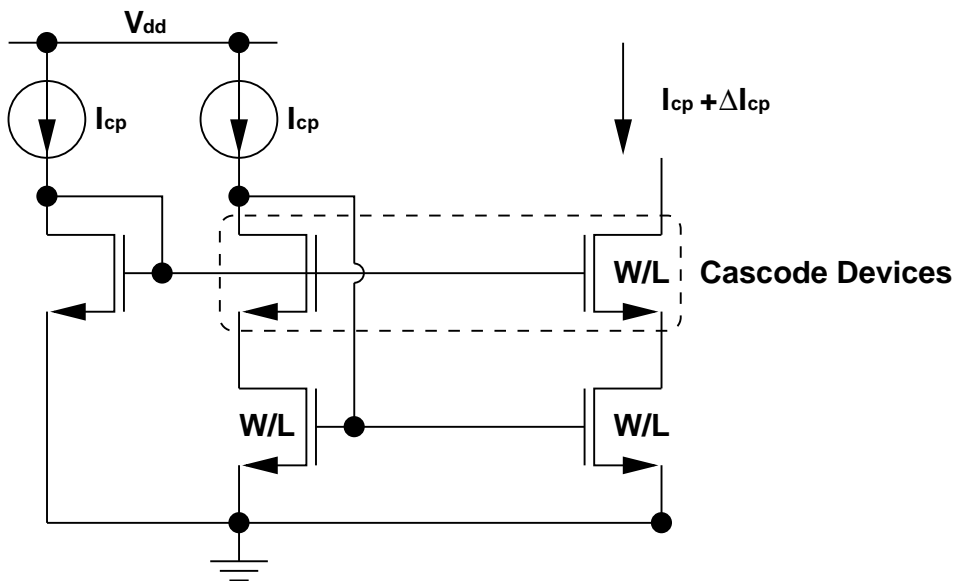 Vdd
Icp
Icp
Icp +ΔIcp
W/L
Cascode Devices
W/L
W/L